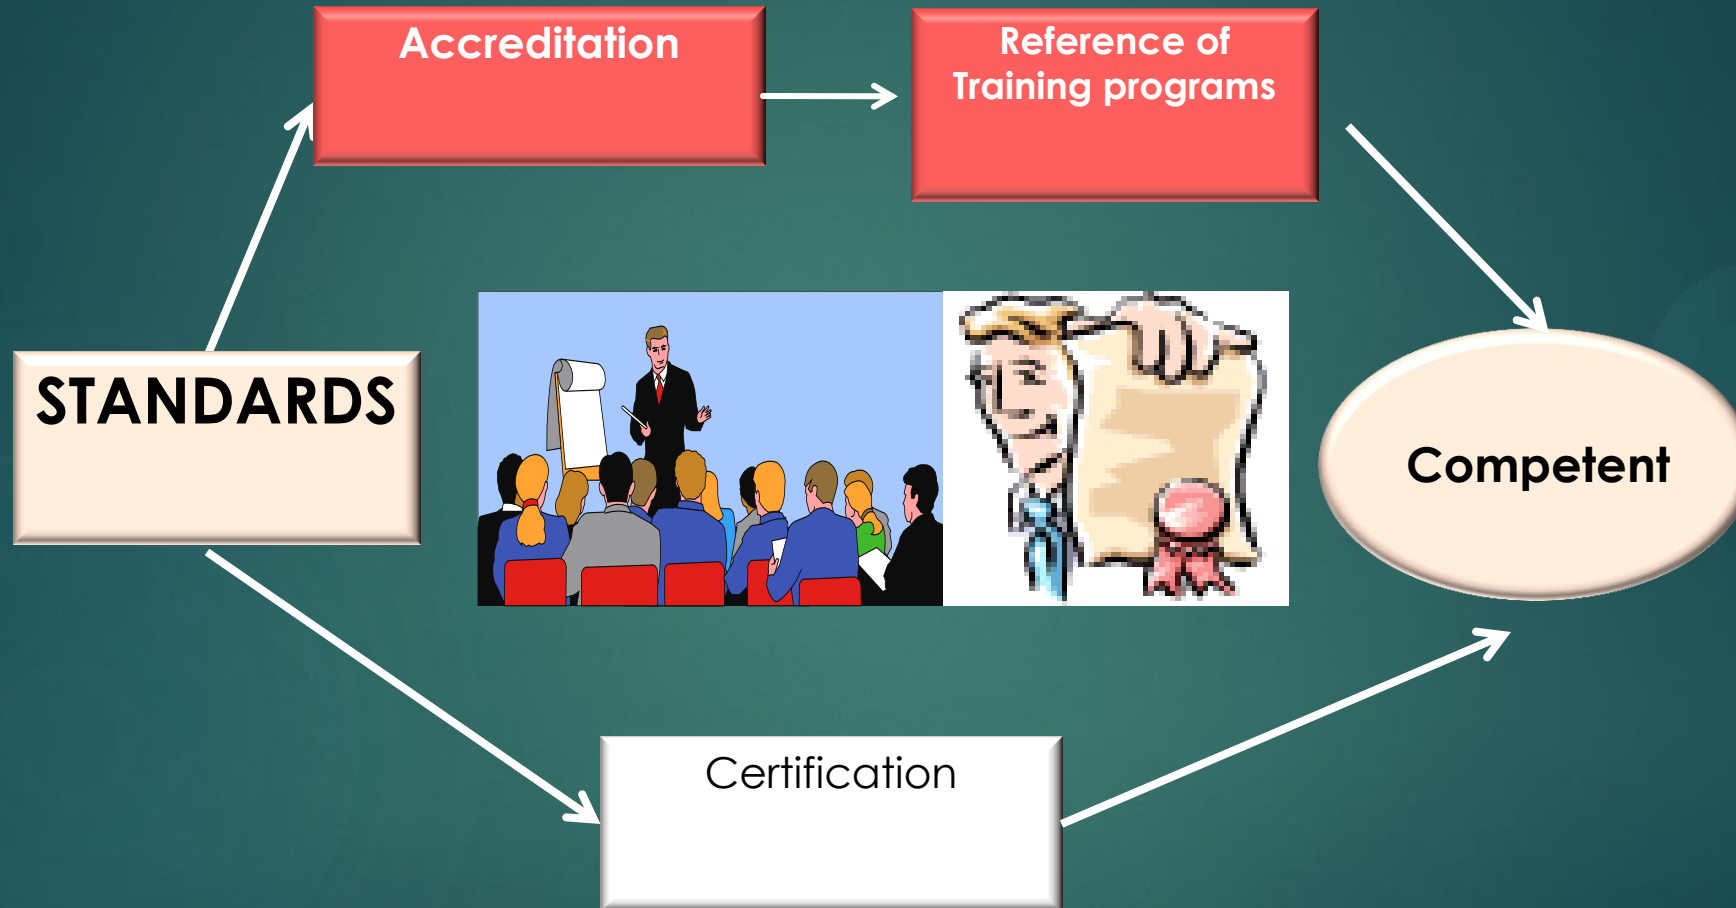 Accreditation
Reference of
Training programs
STANDARDS
Competent
Certification